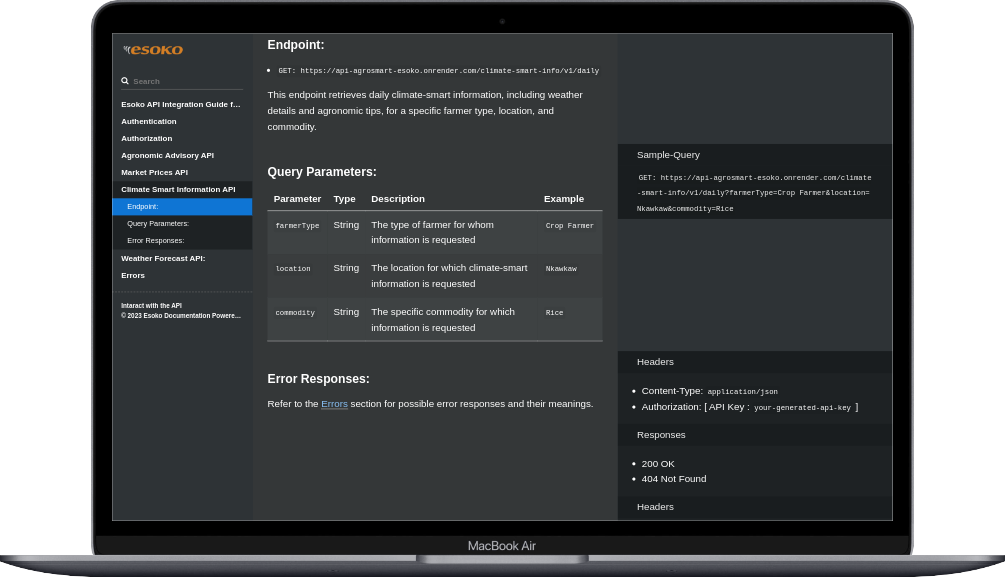 esoko
Search
Esoko API Integration Guide f...
Authentication
Authorization
Agronomic Advisory API
Market Prices API
Climate Smart Information API
Endpoint:
Query Parameters:
Error Responses:
Weather Forecast API:
Errors
Intaract with the API
© 2023 Esoko Documentation Powere...
Endpoint:
• GET: https://api-agrosmart-esoko.onrender.com/climate-smart-info/v1/daily
This endpoint retrieves daily climate-smart information, including weather
details and agronomic tips, for a specific farmer type, location, and
commodity.
Query Parameters:
Parameter Type Description Example
farmerType String The type of farmer for whom Crop Farmer
information is requested
location String The location for which climate-smart Nkawkaw
information is requested
commodity String The specific commodity for which Rice
information is requested
Error Responses:
Refer to the Errors section for possible error responses and their meanings.
Sample-Query
GET: https://api-agrosmart-esoko.onrender.com/climate
-smart-info/v1/daily?farmerType=Crop Farmer&location=
Nkawkaw&commodity=Rice
Headers
• Content-Type: application/json
• Authorization: [ API Key : your-generated-api-key ]
Responses
• 200 OK
• 404 Not Found
Headers
MacBook Air